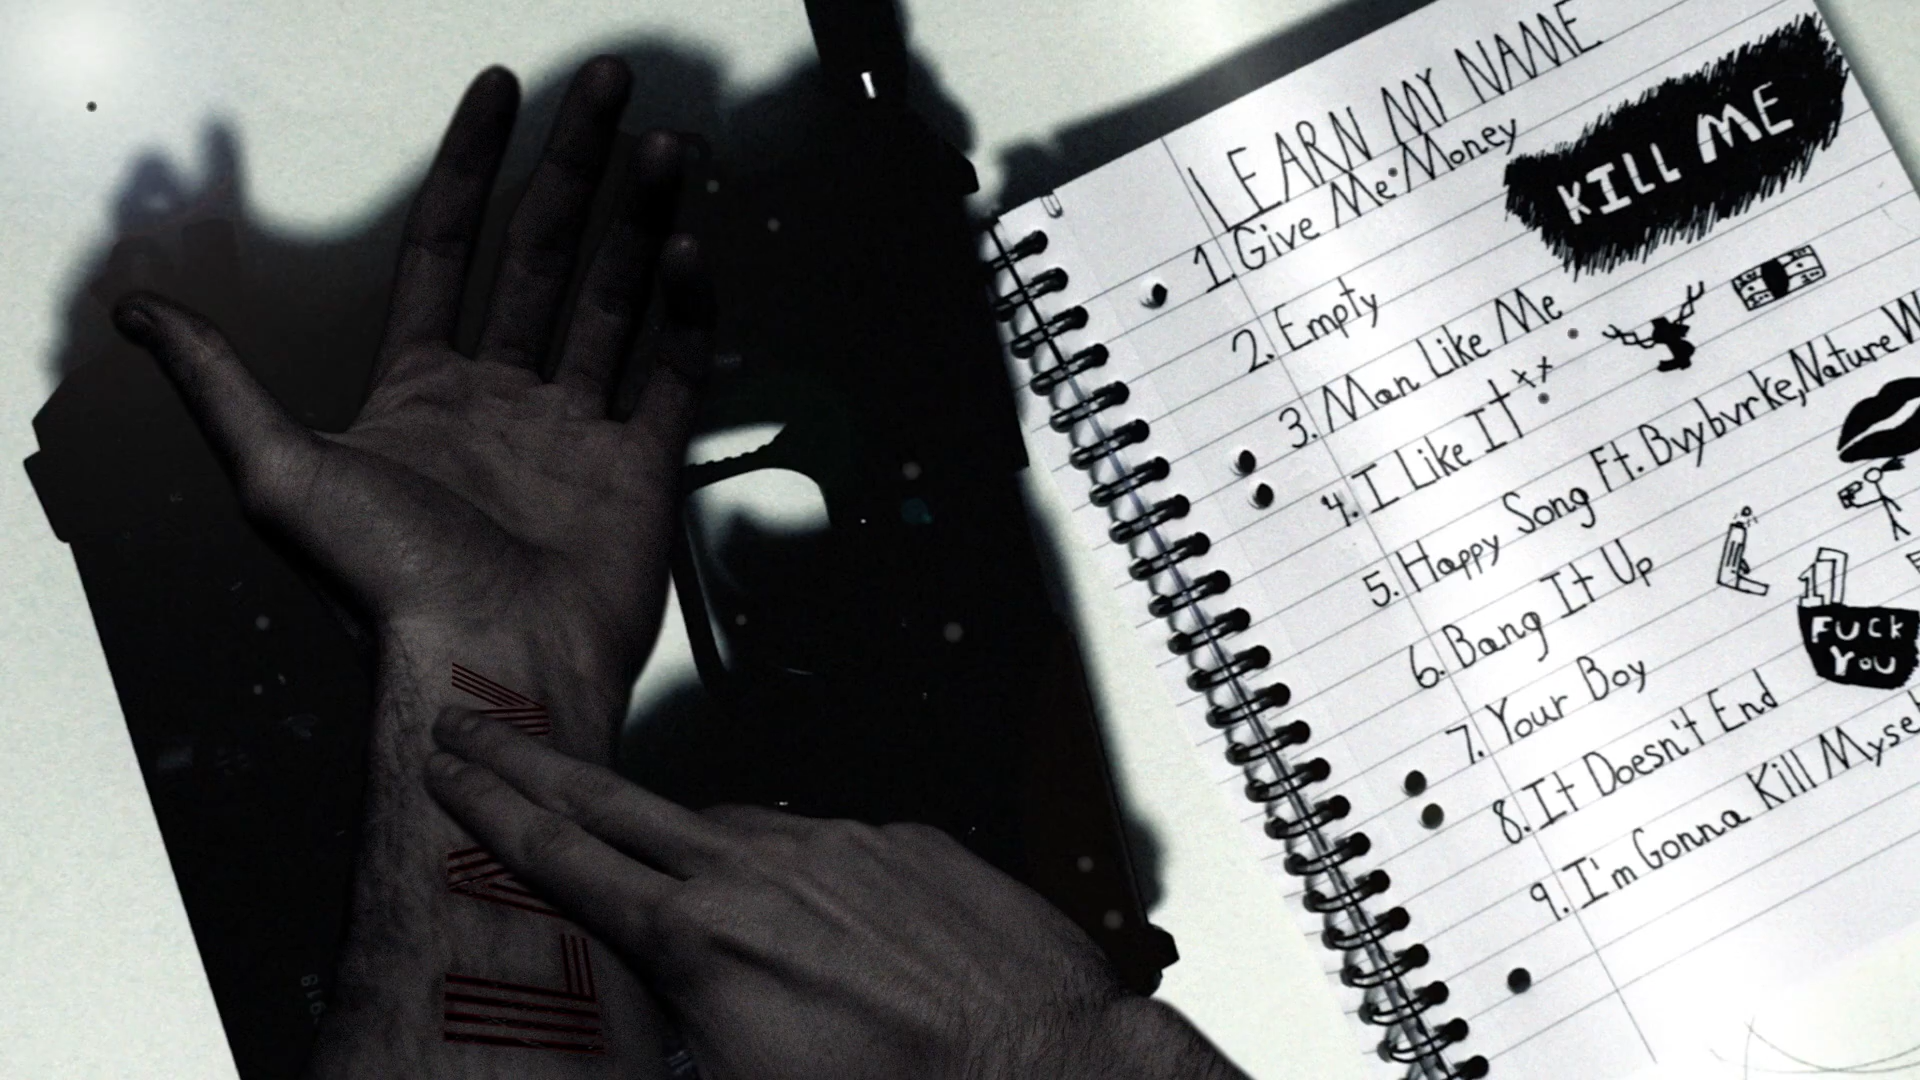 LEARN MY NAME
KILL ME
1. Give Me Money
2. Empty
3. Man Like Me
4. I Like It xx
5. Happy Song Ft. Bvybvrke, Nature W
6. Bang It Up
7. Your Boy
FUCK
YOU
8. It Doesn't End
9. I'm Gonna Kill Mysel